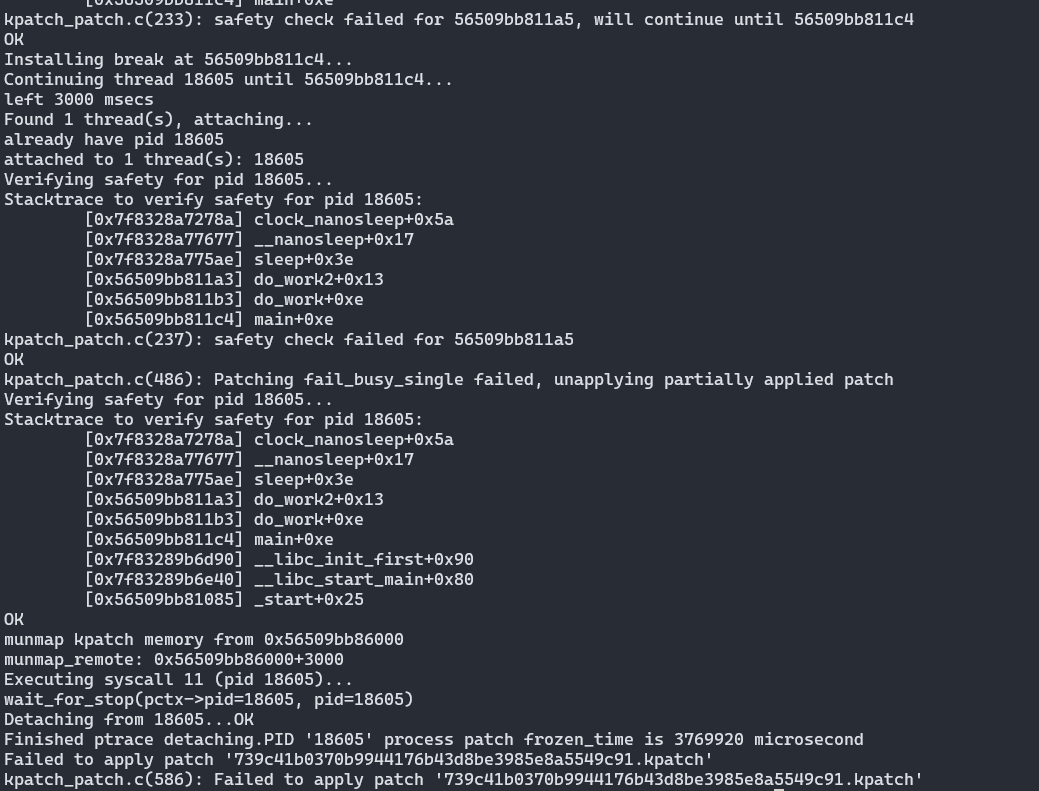 [0x56509bb811c4] main+0xe
kpatch_patch.c(233): safety check failed for 56509bb811a5, will continue until 56509bb811c4
OK
Installing break at 56509bb811c4...
Continuing thread 18605 until 56509bb811c4...
left 3000 msecs
Found 1 thread(s), attaching...
already have pid 18605
attached to 1 thread(s): 18605
Verifying safety for pid 18605...
Stacktrace to verify safety for pid 18605:
[0x7f8328a7278a] clock_nanosleep+0x5a
[0x7f8328a77677] __nanosleep+0x17
[0x7f8328a775ae] sleep+0x3e
[0x56509bb811a3] do_work2+0x13
[0x56509bb811b3] do_work+0xe
[0x56509bb811c4] main+0xe
kpatch_patch.c(237): safety check failed for 56509bb811a5
OK
kpatch_patch.c(486): Patching fail_busy_single failed, unapplying partially applied patch
Verifying safety for pid 18605...
Stacktrace to verify safety for pid 18605:
[0x7f8328a7278a] clock_nanosleep+0x5a
[0x7f8328a77677] __nanosleep+0x17
[0x7f8328a775ae] sleep+0x3e
[0x56509bb811a3] do_work2+0x13
[0x56509bb811b3] do_work+0xe
[0x56509bb811c4] main+0xe
[0x7f83289b6d90] __libc_init_first+0x90
[0x7f83289b6e40] __libc_start_main+0x80
[0x56509bb81085] _start+0x25
OK
munmap kpatch memory from 0x56509bb86000
munmap_remote: 0x56509bb86000+3000
Executing syscall 11 (pid 18605)...
wait_for_stop(pctx->pid=18605, pid=18605)
Detaching from 18605...OK
Finished ptrace detaching.PID '18605' process patch frozen_time is 3769920 microsecond
Failed to apply patch '739c41b0370b9944176b43d8be3985e8a5549c91.kpatch'
kpatch_patch.c(586): Failed to apply patch '739c41b0370b9944176b43d8be3985e8a5549c91.kpatch'